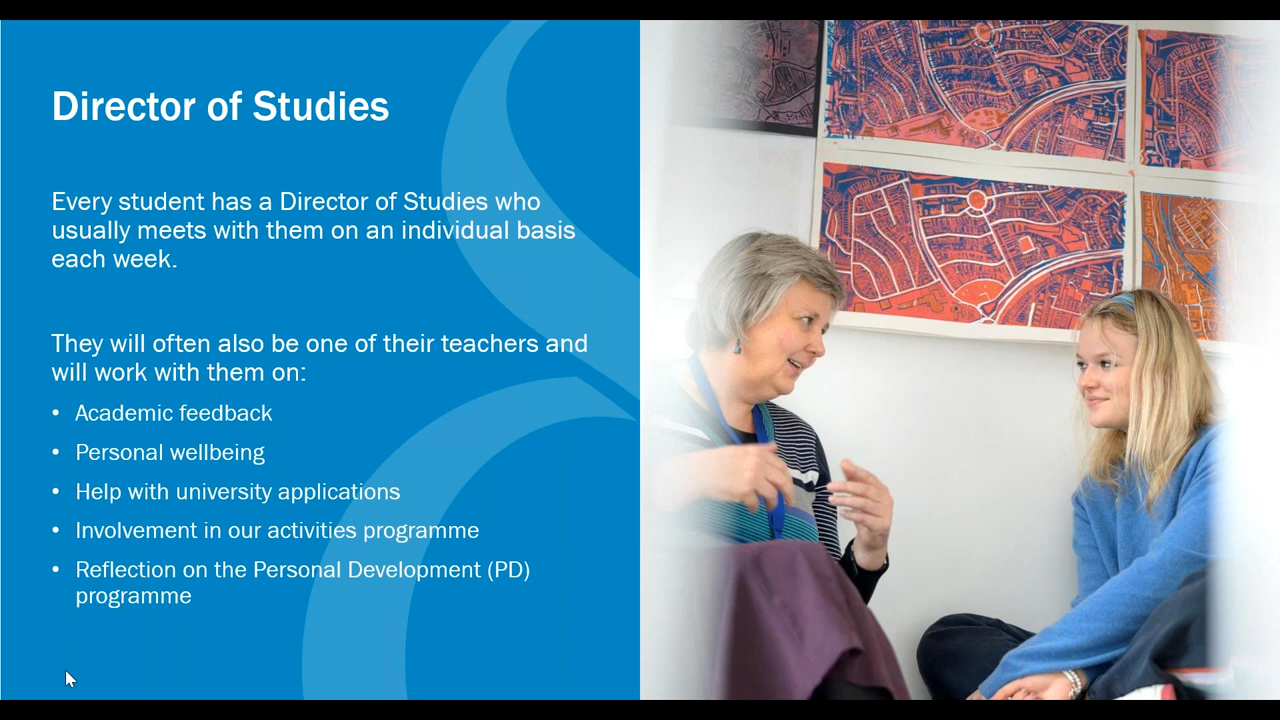 Director of Studies
Every student has a Director of Studies who
usually meets with them on an individual basis
each week.
They will often also be one of their teachers and
will work with them on:
• Academic feedback
• Personal wellbeing
• Help with university applications
• Involvement in our activities programme
• Reflection on the Personal Development (PD)
programme